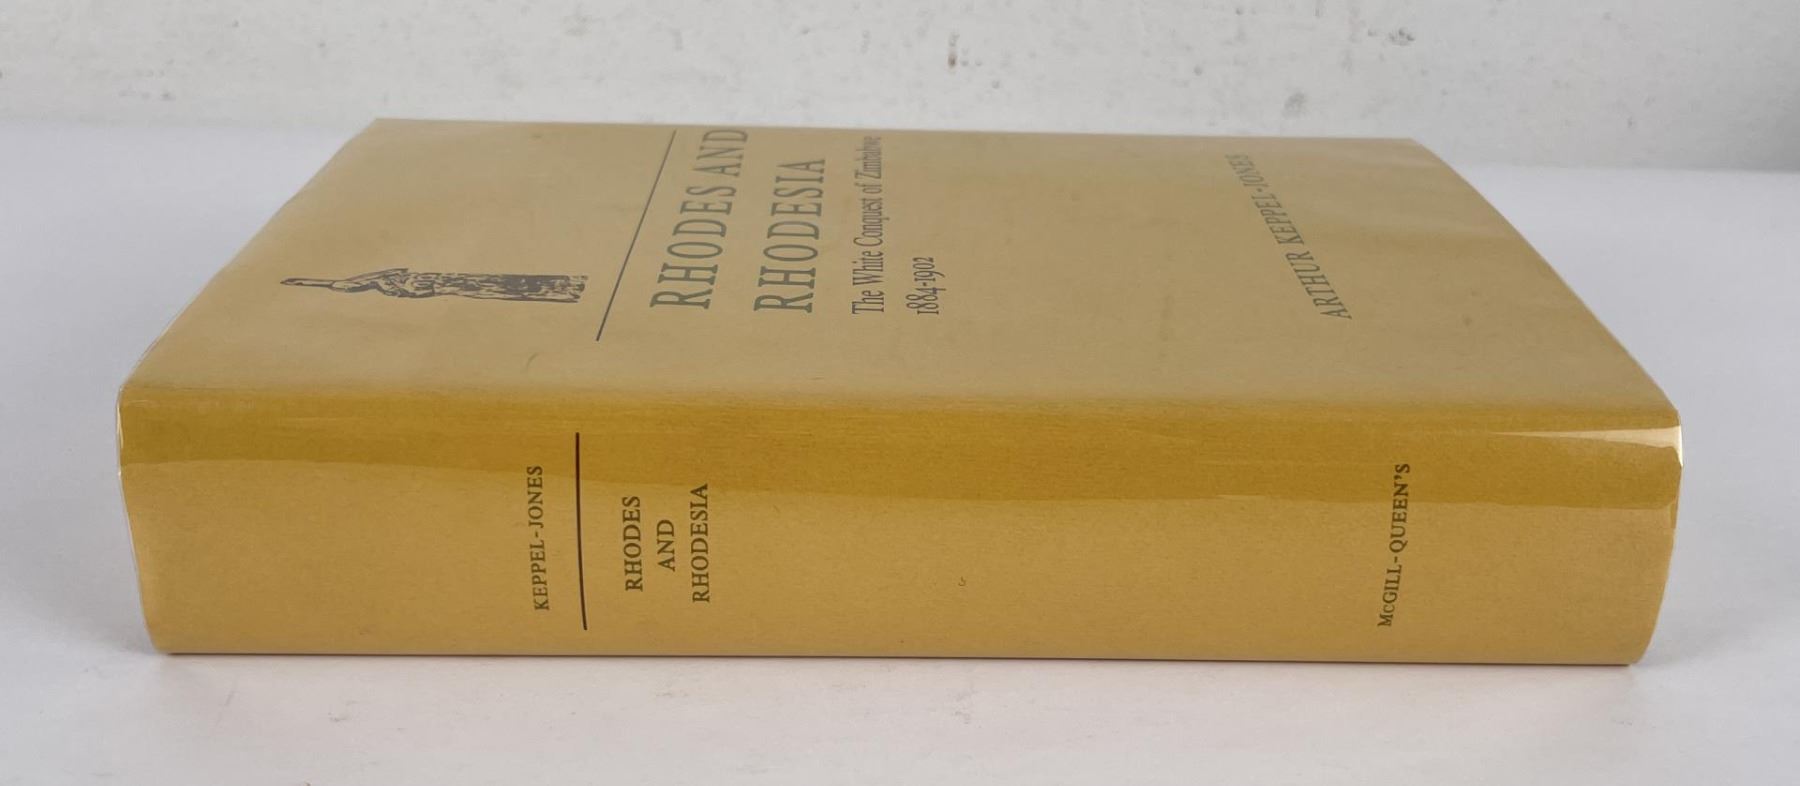 RHODES AND
RHODESIA
The White Conquest of Zimbabwe
1884-1902
ARTHUR KEPPEL-JONES
KEPPEL-JONES
RHODES
AND
RHODESIA
McGILL-QUEEN'S